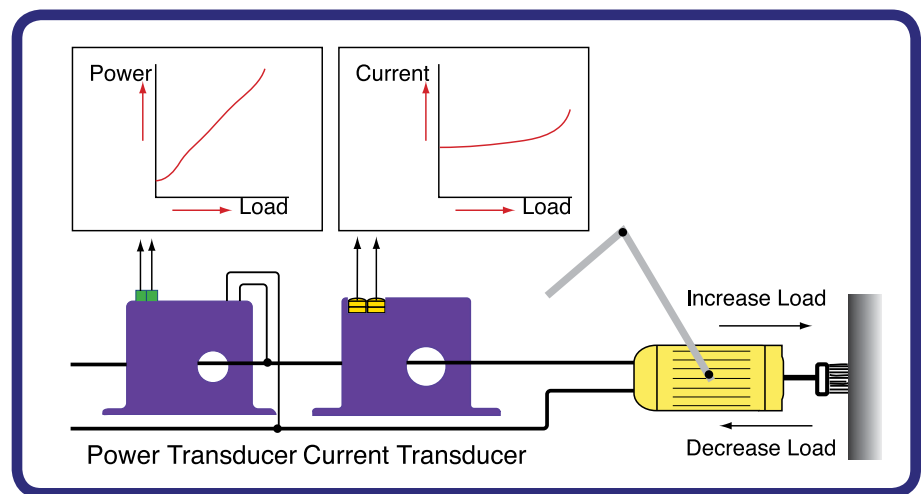 Power
Load
Current
Load
Increase Load
Decrease Load
Power Transducer Current Transducer